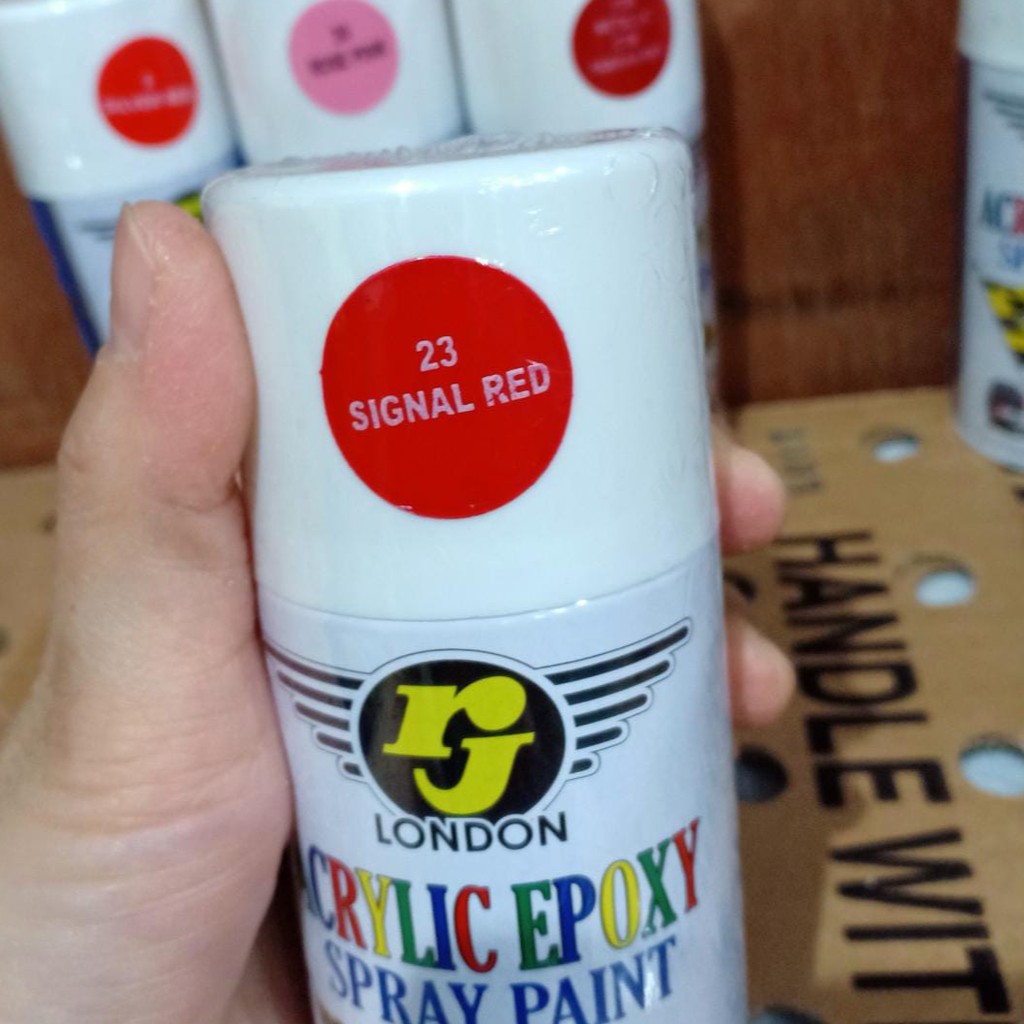 23
SIGNAL RED
rj
LONDON
ACRYLIC EPOXY
SPRAY PAINT
HANDLE WIT